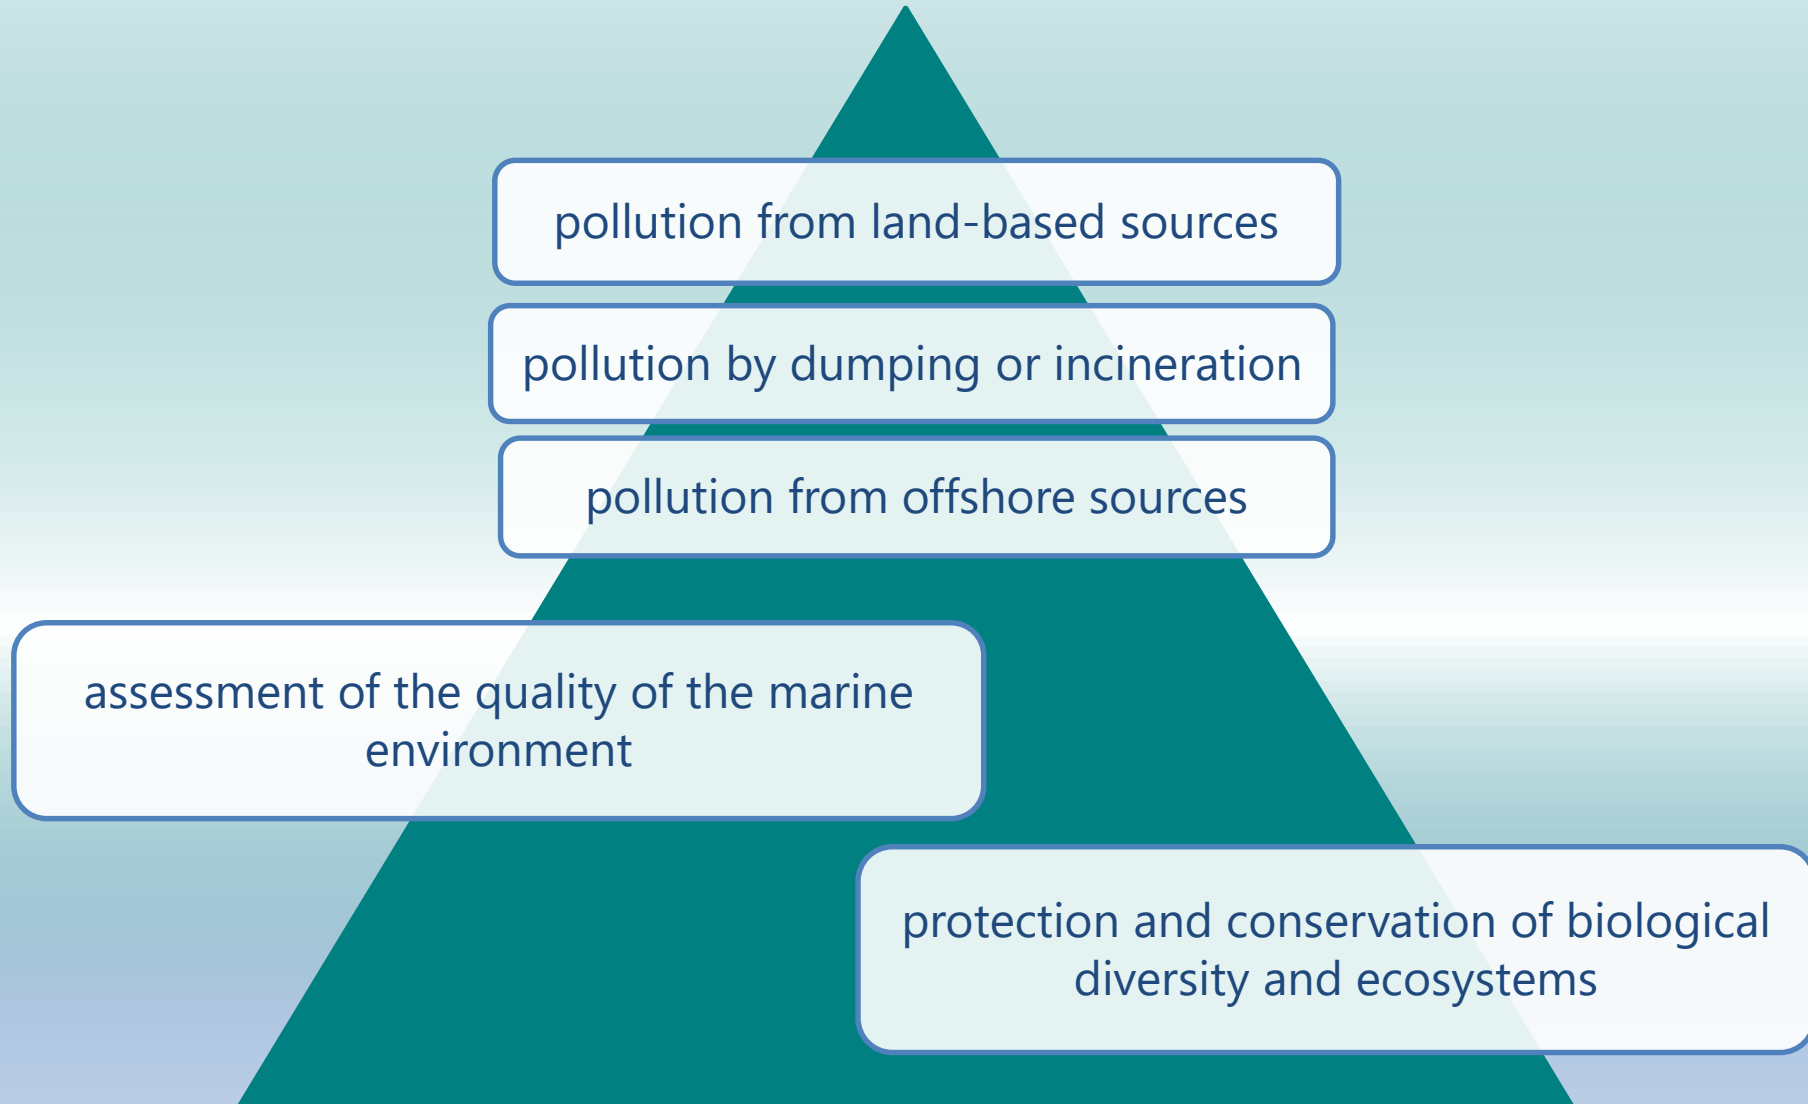 pollution from land-based sources
pollution by dumping or incineration
pollution from offshore sources
assessment of the quality of the marine
environment
protection and conservation of biological
diversity and ecosystems